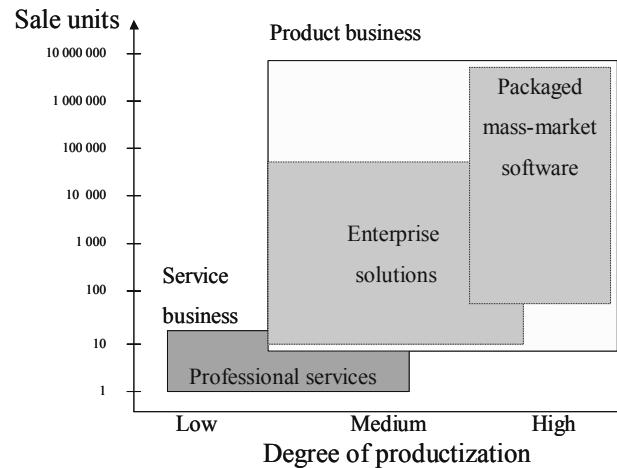 Sale units
Product business
10 000 000
1 000 000
100 000
10 000
1 000
100
10
1
Packaged
mass-market
software
Enterprise
solutions
Service
business
Professional services
Low
Medium
High
Degree of productization